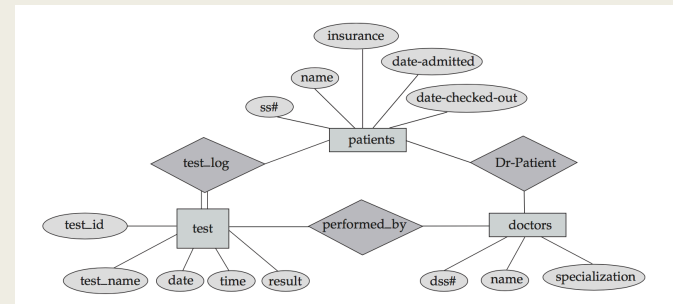 insurance
date-admitted
name
date-checked-out
ss#
patients
test_log
Dr-Patient
test_id
test
performed_by
doctors
test_name
date
time
result
dss#
name
specialization